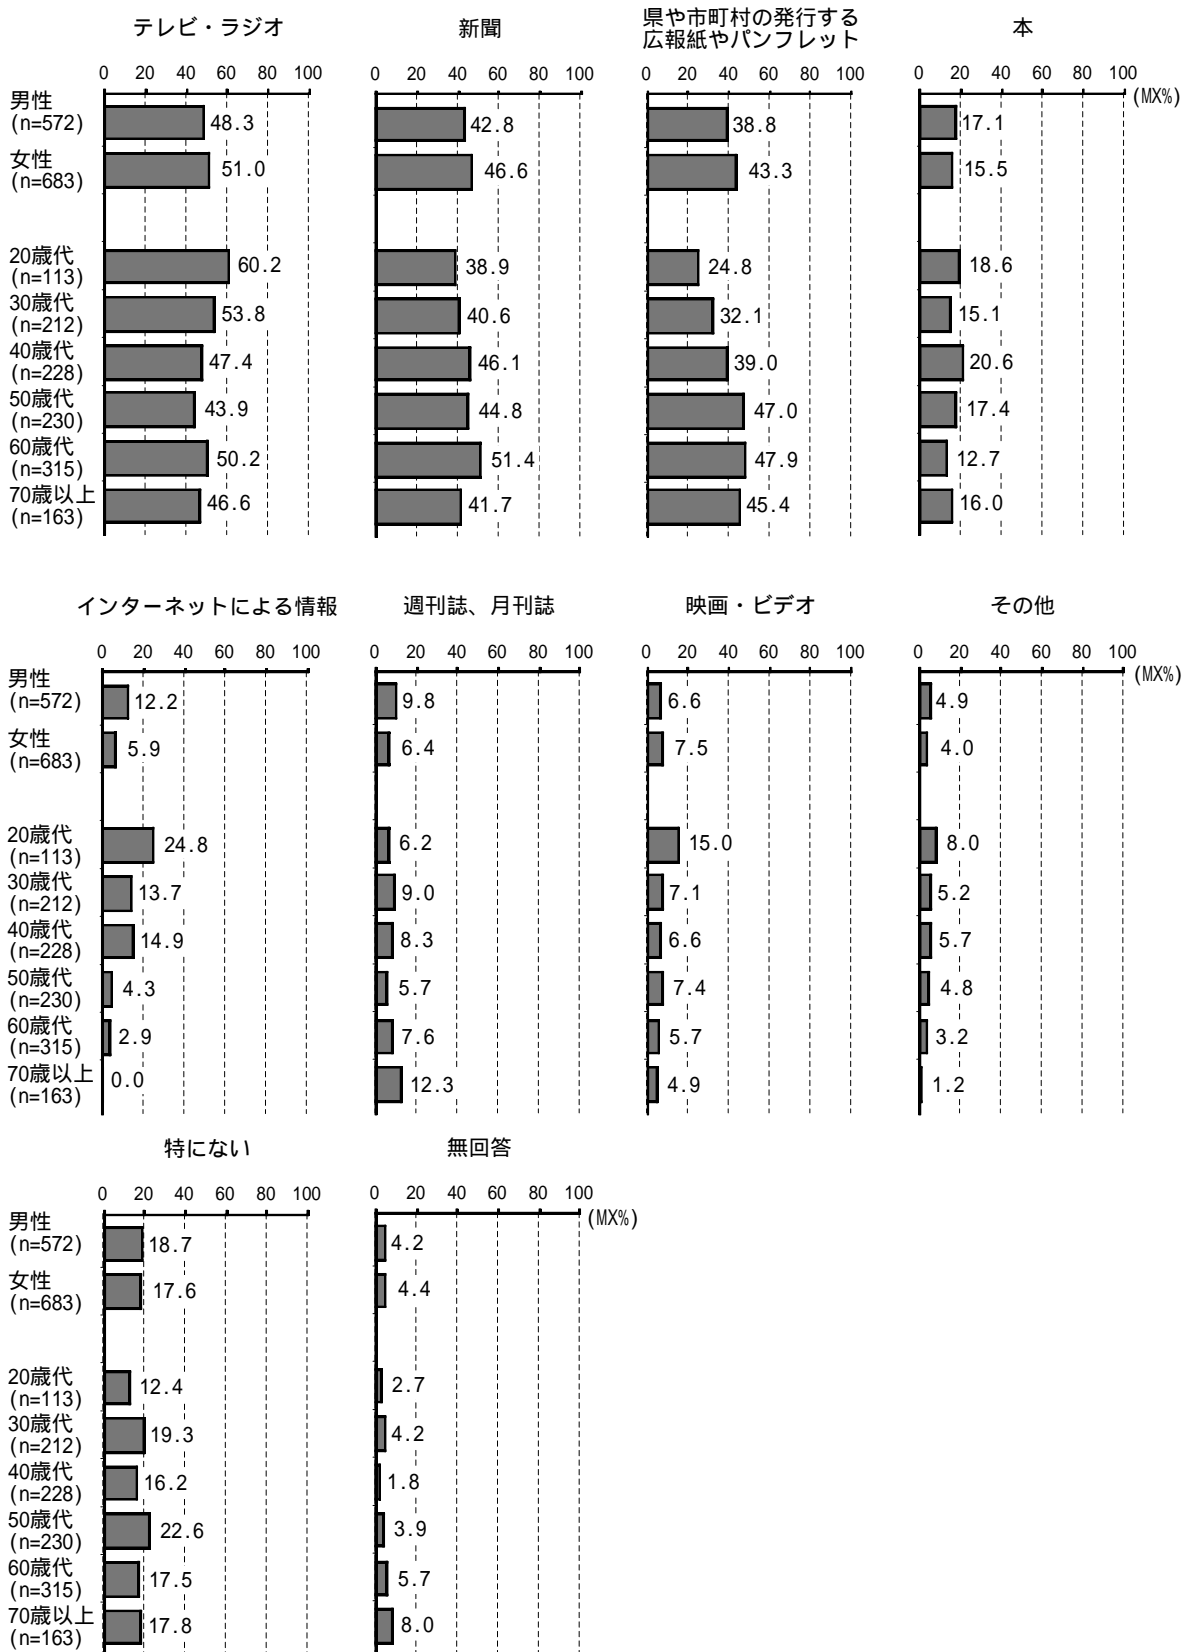 テレビ・ラジオ
新聞
県や市町村の発行する
広報紙やパンフレット
本
0 20 40 60 80 100
0 20 40 60 80 100
0 20 40 60 80 100
0 20 40 60 80 100
(MX%)
男性
(n=572)
48.3
42.8
38.8
17.1
女性
(n=683)
51.0
46.6
43.3
15.5
20歳代
(n=113)
60.2
38.9
24.8
18.6
30歳代
(n=212)
53.8
40.6
32.1
15.1
40歳代
(n=228)
47.4
46.1
39.0
20.6
50歳代
(n=230)
43.9
44.8
47.0
17.4
60歳代
(n=315)
50.2
51.4
47.9
12.7
70歳以上
(n=163)
46.6
41.7
45.4
16.0
インターネットによる情報
週刊誌、月刊誌
映画・ビデオ
その他
0 20 40 60 80 100
0 20 40 60 80 100
0 20 40 60 80 100
0 20 40 60 80 100
(MX%)
男性
(n=572)
12.2
9.8
6.6
4.9
女性
(n=683)
5.9
6.4
7.5
4.0
20歳代
(n=113)
24.8
6.2
15.0
8.0
30歳代
(n=212)
13.7
9.0
7.1
5.2
40歳代
(n=228)
14.9
8.3
6.6
5.7
50歳代
(n=230)
4.3
5.7
7.4
4.8
60歳代
(n=315)
2.9
7.6
5.7
3.2
70歳以上
(n=163)
0.0
12.3
4.9
1.2
特にない
無回答
0 20 40 60 80 100
0 20 40 60 80 100
(MX%)
男性
(n=572)
18.7
4.2
女性
(n=683)
17.6
4.4
20歳代
(n=113)
12.4
2.7
30歳代
(n=212)
19.3
4.2
40歳代
(n=228)
16.2
1.8
50歳代
(n=230)
22.6
3.9
60歳代
(n=315)
17.5
5.7
70歳以上
(n=163)
17.8
8.0